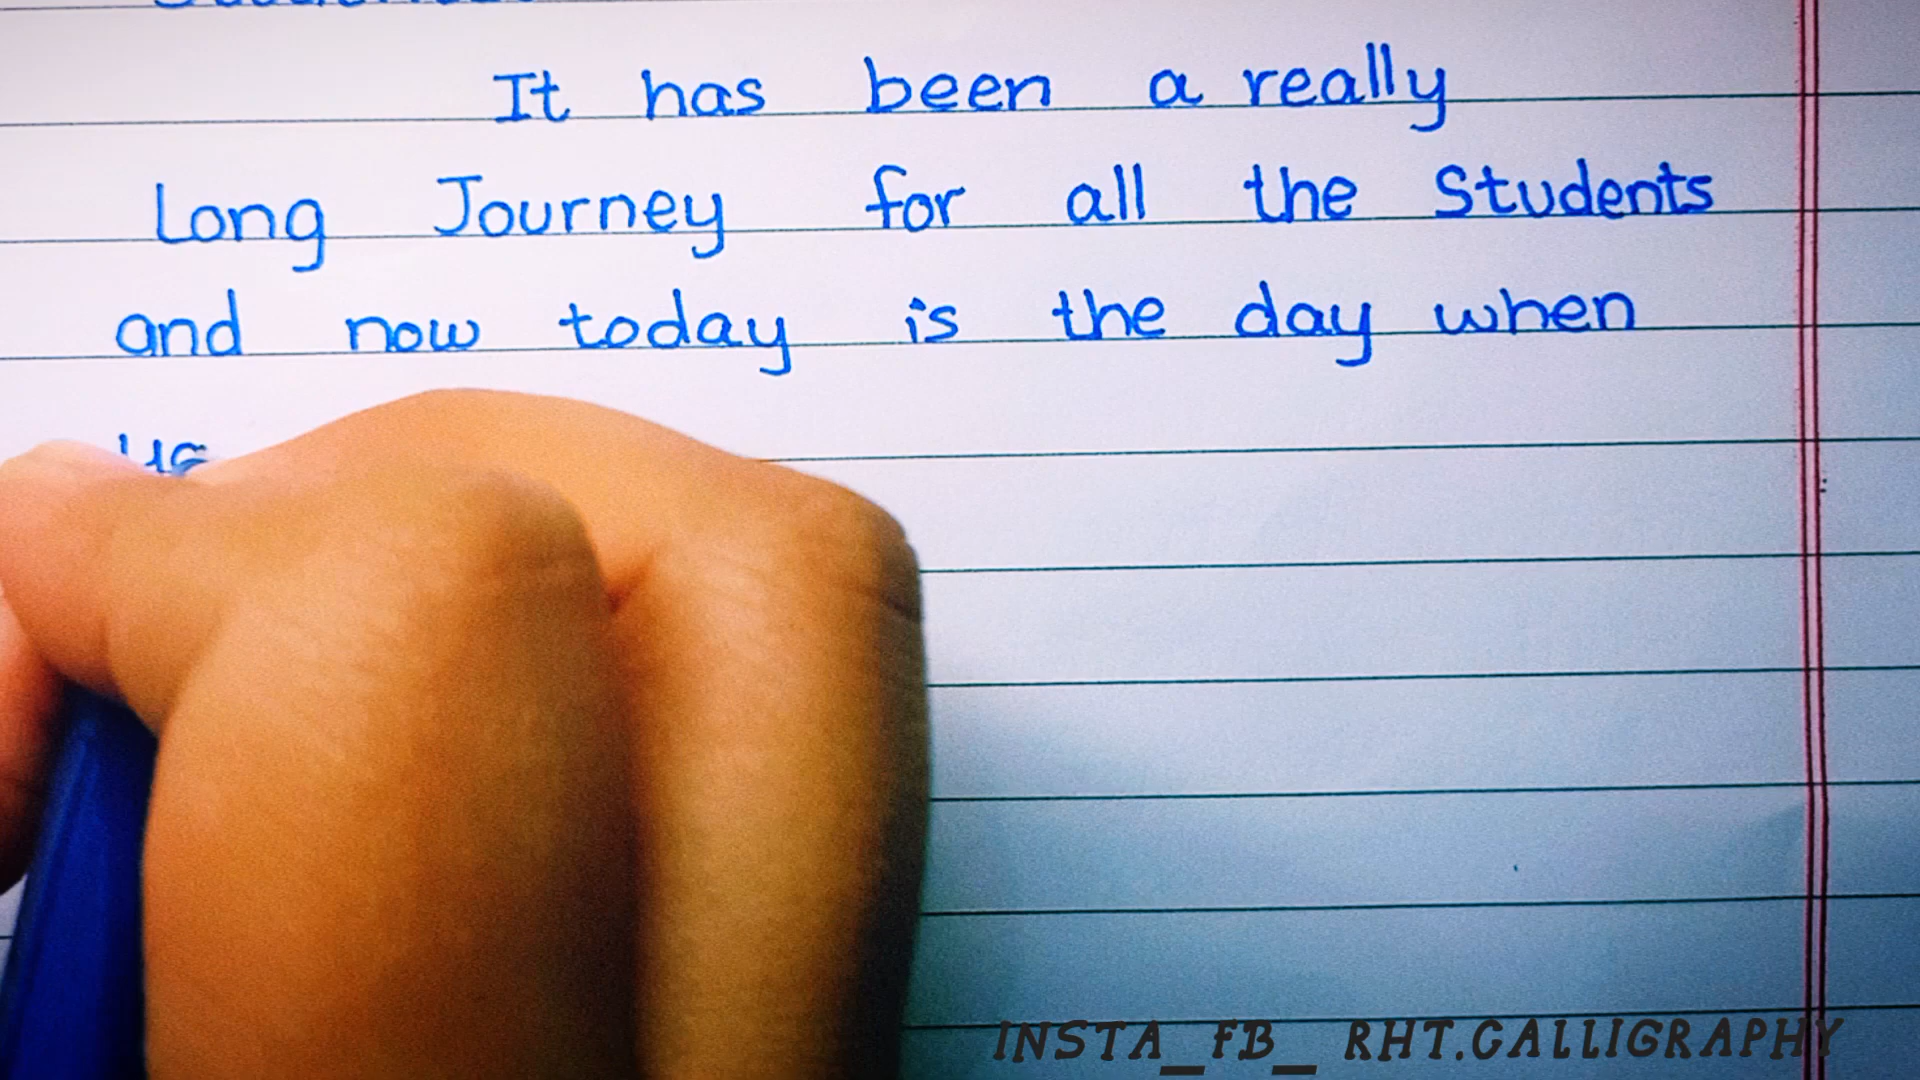 It has been a really
Long Journey for all the Students
and now today is the day when
INSTA_FB_ RHT.CALLIGRAPHY